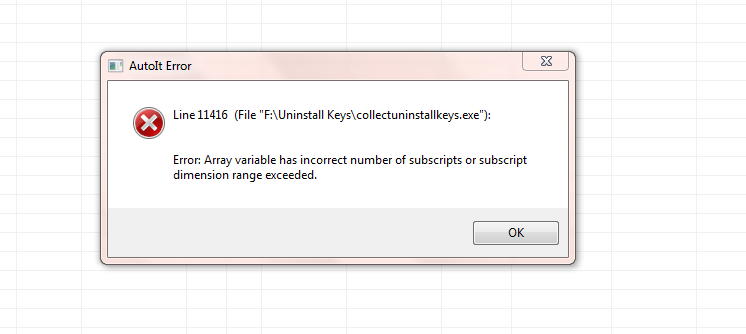 AutoIt Error
Line 11416 (File "F:\Uninstall Keys\collectuninstallkeys.exe"):
Error: Array variable has incorrect number of subscripts or subscript
dimension range exceeded.
OK